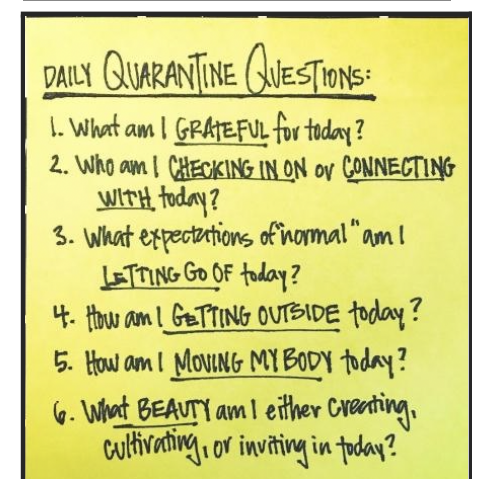 DAILY QUARANTINE QUESTIONS:
1. What am I GRATEFUL for today?
2. Who am I CHECKING IN ON or CONNECTING
WITH today?
3. What expectations of "normal" am I
LETTING GO OF today?
4. How am I GETTING OUTSIDE today?
5. How am I MOVING MY BODY today?
6. What BEAUTY am I either creating,
cultivating, or inviting in today?